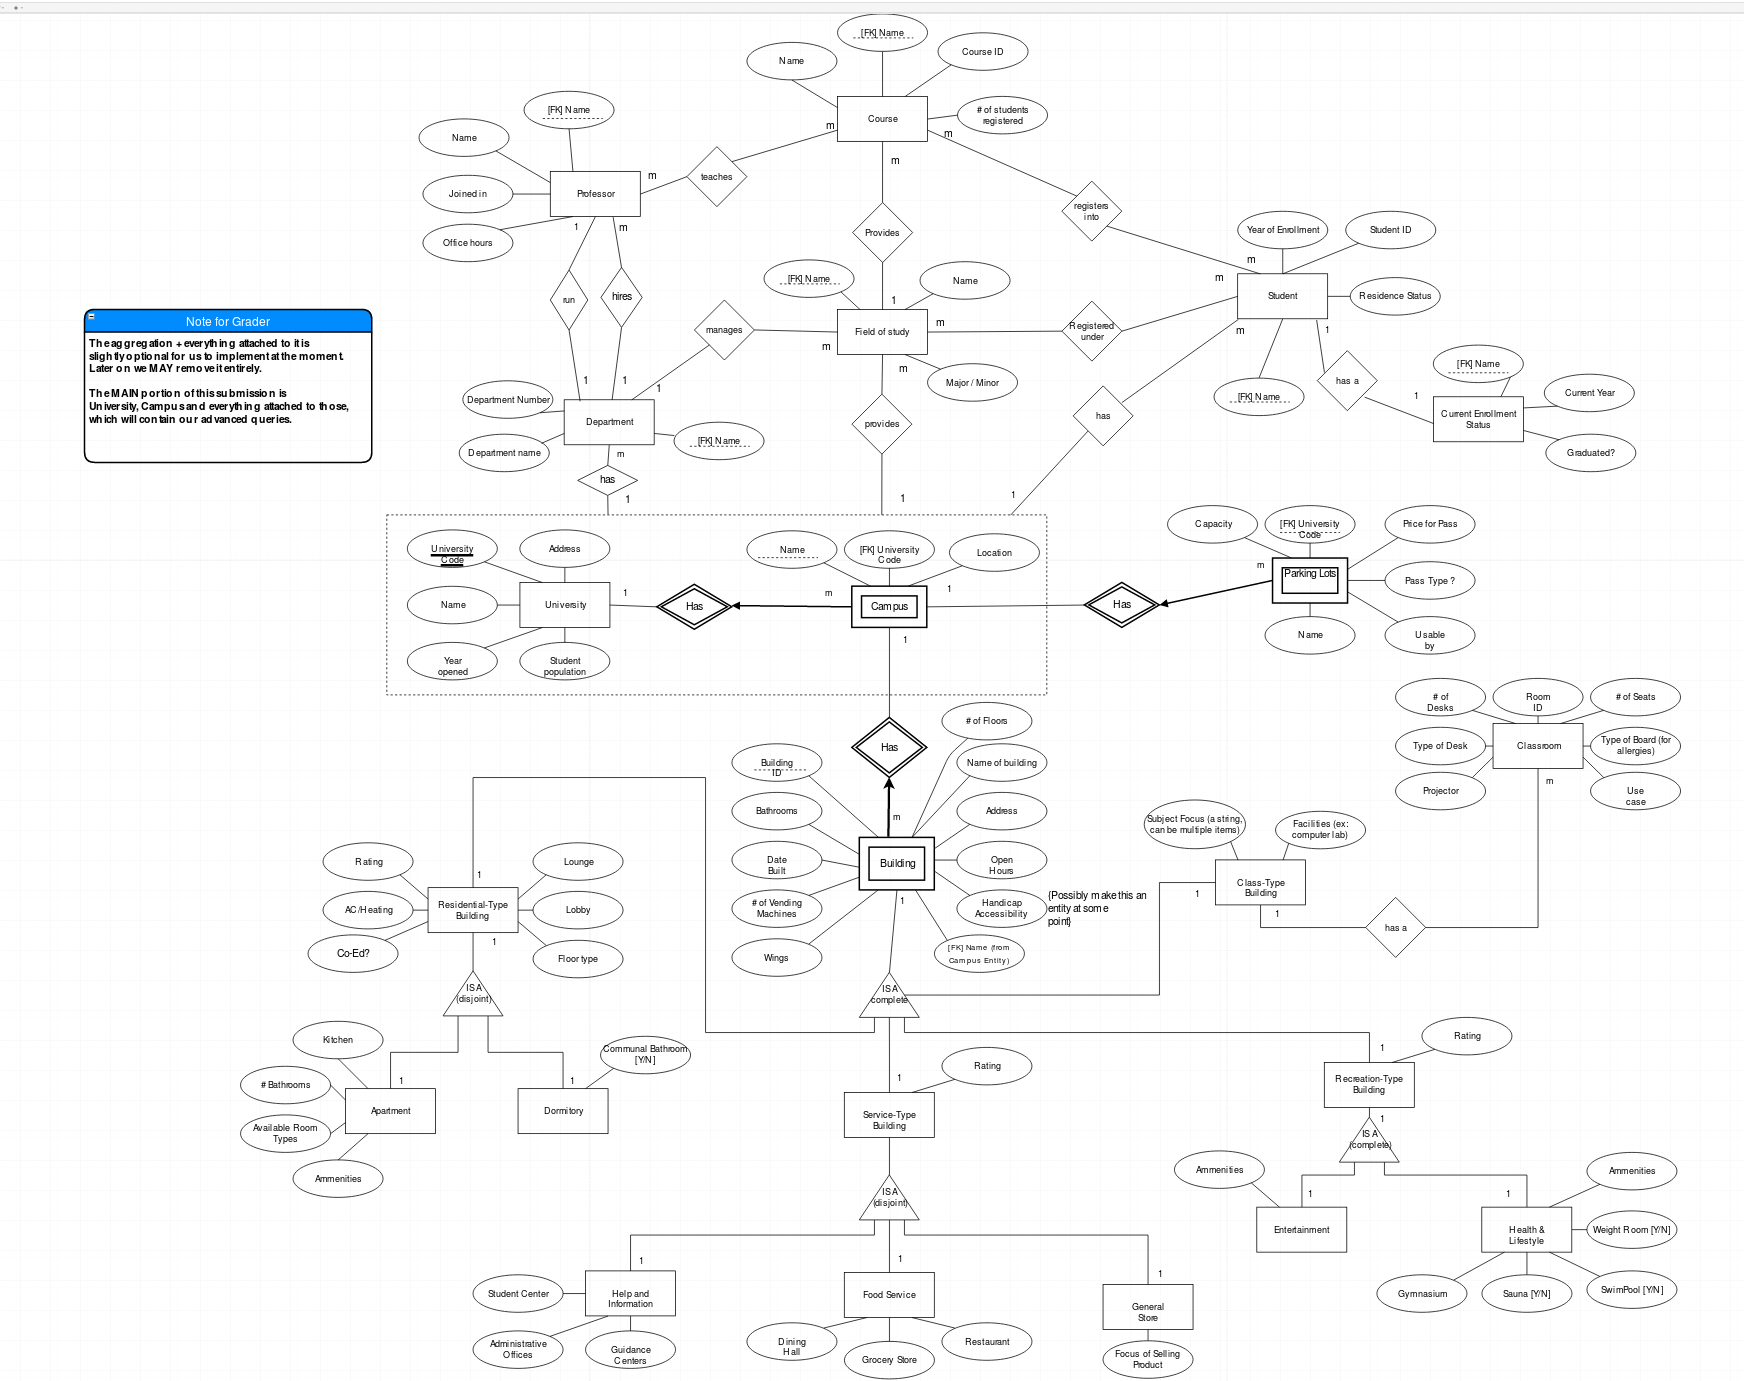 [FK] Name
Name
Course ID
Course
# of students
registered
[FK] Name
Name
Joined in
Office hours
Professor
m
teaches
m
m
m
1
m
run
hires
1
1
Provides
1
registers
into
m
m
Year of Enrollment
Student ID
Student
Residence Status
[FK] Name
m
1
[FK] Name
Name
Field of study
m
m
m
Major / Minor
manages
1
Registered
under
has a
1
[FK] Name
Current Year
Current Enrollment
Status
Graduated?
Note for Grader
The aggregation + everything attached to it is
slightly optional for us to implement at the moment.
Later on we MAY remove it entirely.
The MAIN portion of this submission is
University, Campus and everything attached to those,
which will contain our advanced queries.
Department Number
Department
Department name
[FK] Name
m
has
1
provides
1
has
1
University
Code
Address
Name
University
Year
opened
Student
population
1
Has
m
Name
[FK] University
Code
Location
Campus
1
1
Has
m
Capacity
[FK] University
Code
Price for Pass
Parking Lots
Pass Type ?
Name
Usable
by
Has
m
# of Floors
Building
ID
Name of building
Bathrooms
Address
Date
Built
Building
Open
Hours
# of Vending
Machines
Handicap
Accessibility
{Possibly make this an
entity at some
point}
Wings
1
[FK] Name (from
Campus Entity)
ISA
complete
# of
Desks
Room
ID
# of Seats
Type of Desk
Classroom
Type of Board (for
allergies)
Projector
m
Use
case
Subject Focus (a string,
can be multiple items)
Facilities (ex:
computer lab)
Class-Type
Building
1
1
has a
Rating
Lounge
1
AC/Heating
Residential-Type
Building
Lobby
Co-Ed?
1
Floor type
ISA
(disjoint)
Kitchen
Communal Bathroom
[Y/N]
# Bathrooms
1
1
Apartment
Dormitory
Available Room
Types
Ammenities
Rating
1
Service-Type
Building
ISA
(disjoint)
1
1
1
Student Center
Help and
Information
Administrative
Offices
Guidance
Centers
Food Service
Dining
Hall
Grocery Store
Restaurant
General
Store
Focus of Selling
Product
Rating
1
Recreation-Type
Building
1
ISA
(complete)
Ammenities
1
1
Ammenities
Entertainment
Health &
Lifestyle
Weight Room [Y/N]
Gymnasium
Sauna [Y/N]
SwimPool [Y/N]